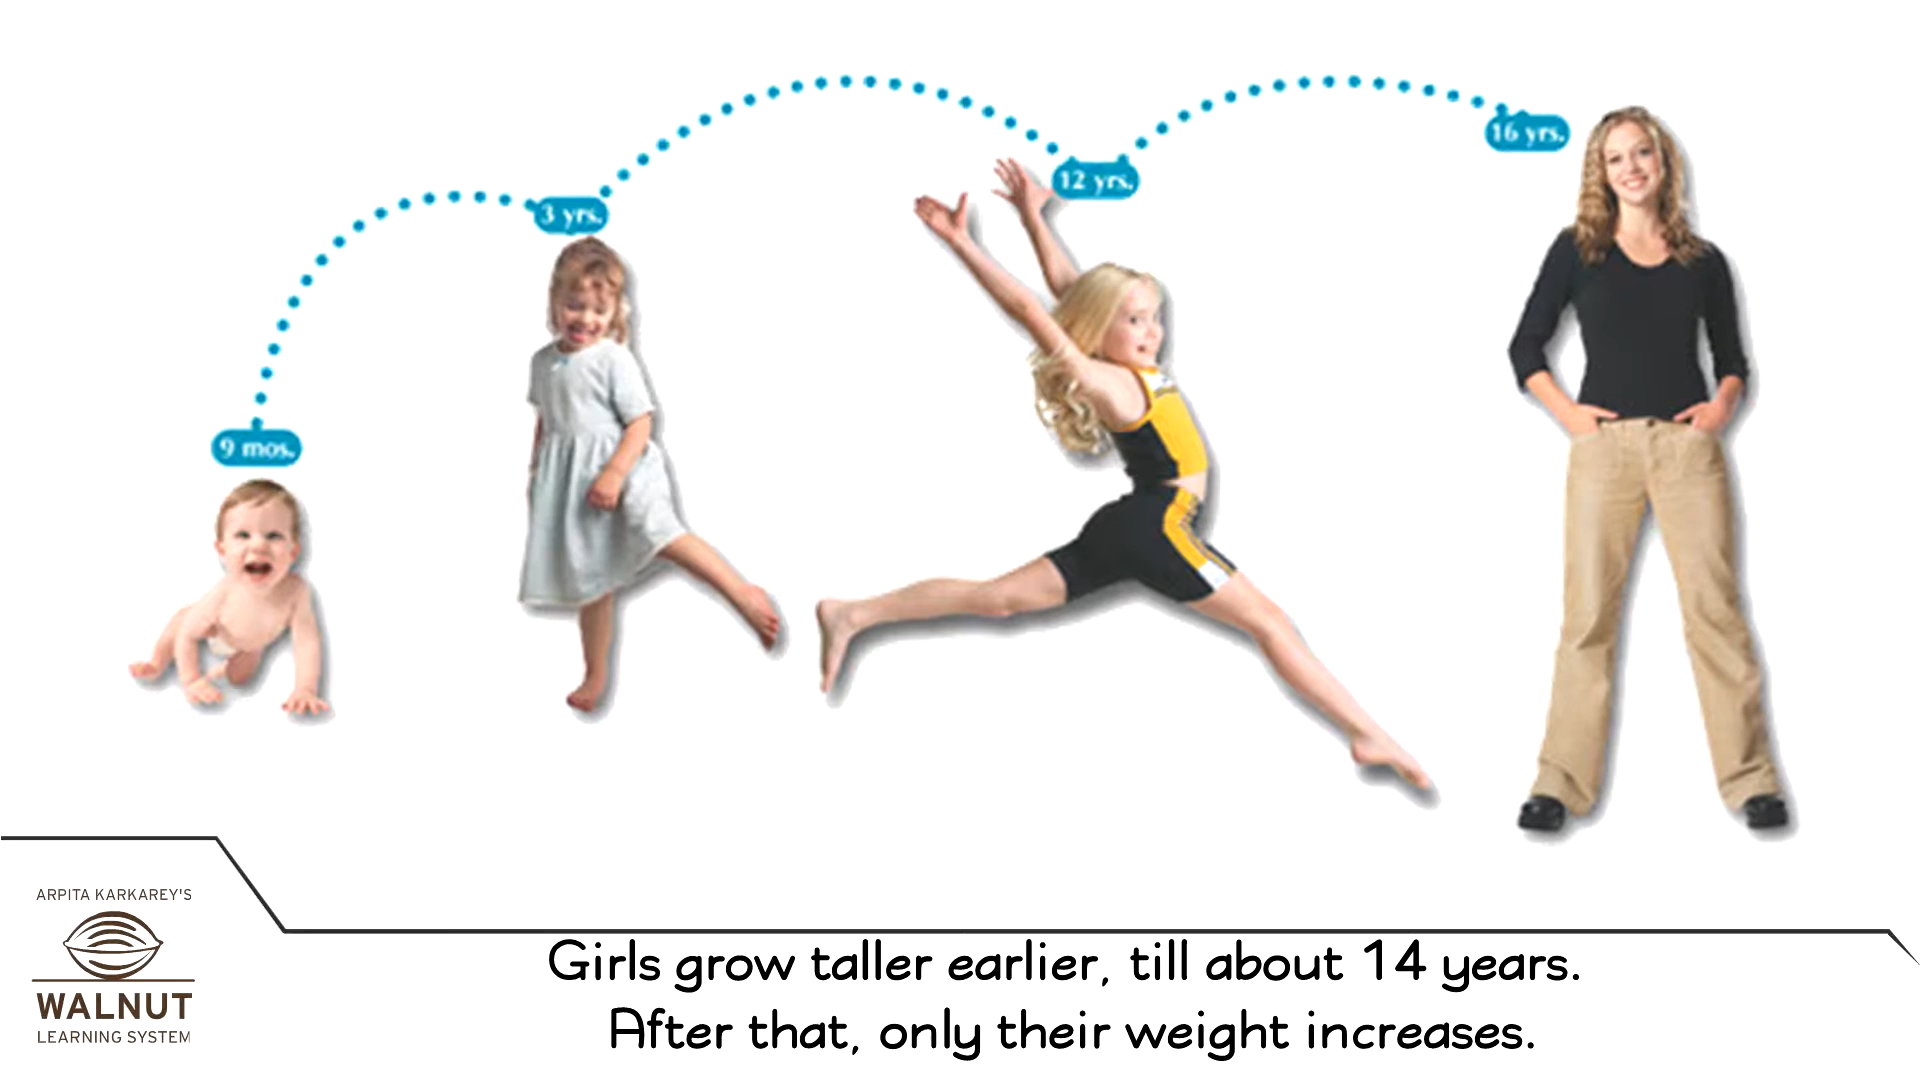 9 mos.
3 yrs.
12 yrs.
16 yrs.
ARPITA KARKAREY'S
WALNUT
LEARNING SYSTEM
Girls grow taller earlier, till about 14 years.
After that, only their weight increases.